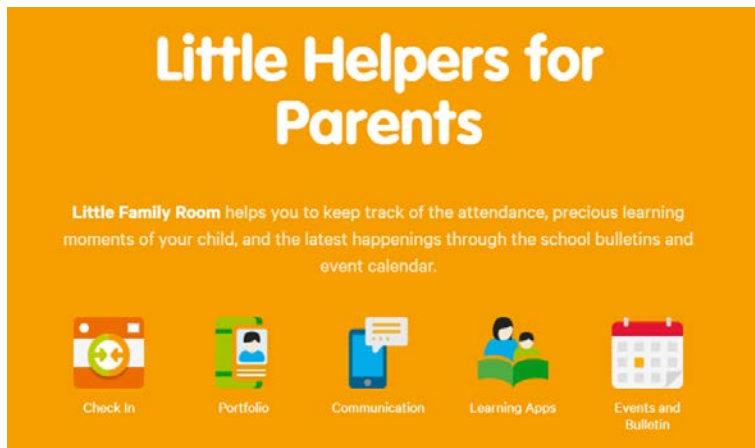 Little Helpers for
Parents
Little Family Room helps you to keep track of the attendance, precious learning
moments of your child, and the latest happenings through the school bulletins and
event calendar.
Check In
Portfolio
Communication
Learning Apps
Events and
Bulletin